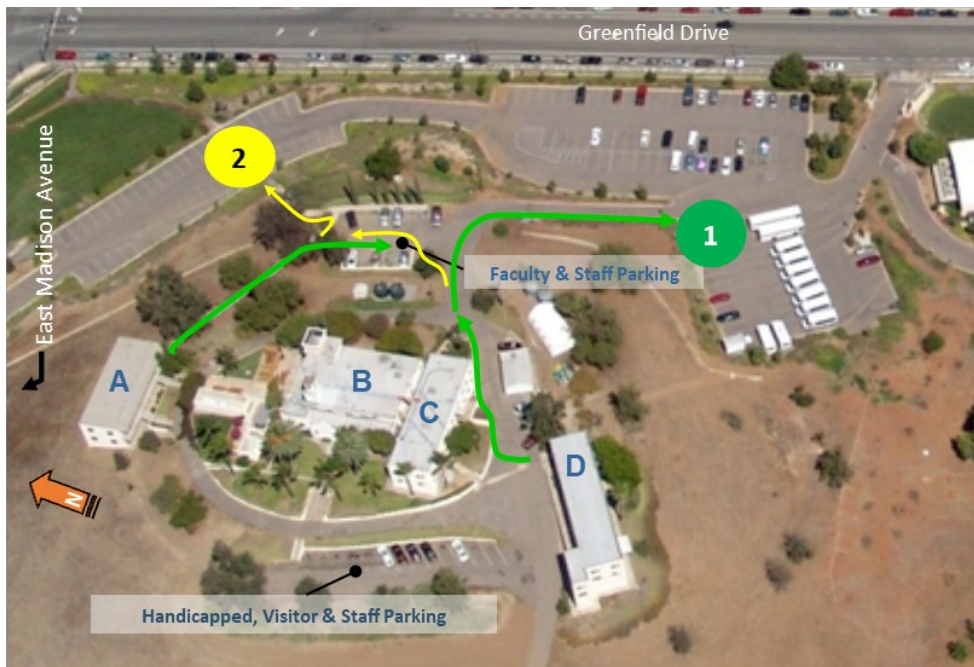 Greenfield Drive
East Madison Avenue
2
1
Faculty & Staff Parking
A
B
C
D
N
Handicapped, Visitor & Staff Parking